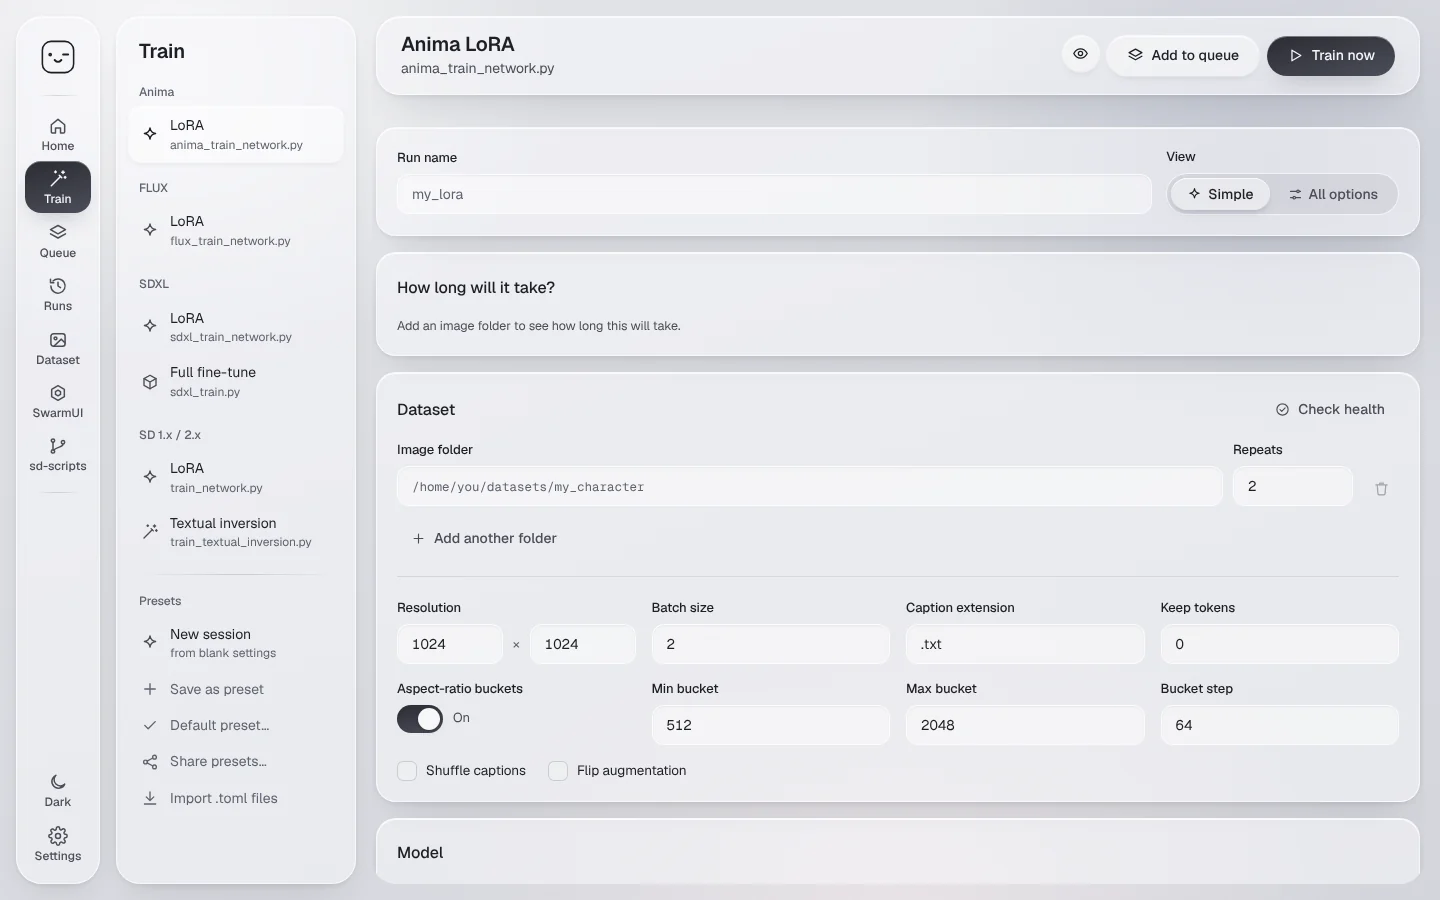 Home
Train
Queue
Runs
Dataset
SwarmUI
sd-scripts
Dark
Settings
Train
Anima
LoRA
anima_train_network.py
FLUX
LoRA
flux_train_network.py
SDXL
LoRA
sdxl_train_network.py
Full fine-tune
sdxl_train.py
SD 1.x / 2.x
LoRA
train_network.py
Textual inversion
train_textual_inversion.py
Presets
New session
from blank settings
Save as preset
Default preset...
Share presets...
Import .toml files
Anima LoRA
anima_train_network.py
Add to queue
Train now
Run name
my_lora
View
Simple
All options
How long will it take?
Add an image folder to see how long this will take.
Dataset
Check health
Image folder
Repeats
/home/you/datasets/my_character
2
Add another folder
Resolution
Batch size
Caption extension
Keep tokens
1024 × 1024
2
.txt
0
Aspect-ratio buckets
Min bucket
Max bucket
Bucket step
On
512
2048
64
Shuffle captions
Flip augmentation
Model